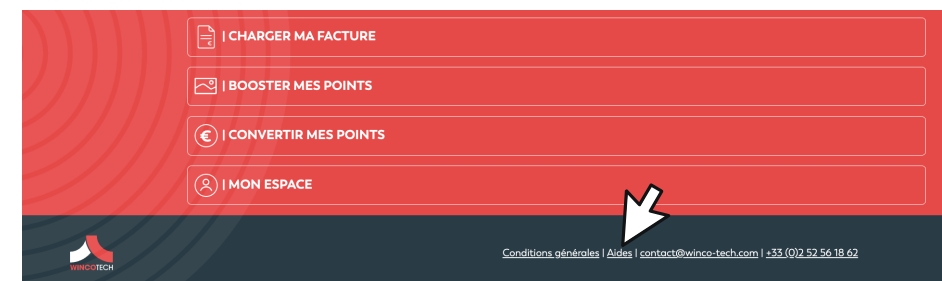 | CHARGER MA FACTURE
| BOOSTER MES POINTS
€ | CONVERTIR MES POINTS
| MON ESPACE
WINCOTECH
Conditions générales | Aides | contact@winco-tech.com | +33 (0)2 52 56 18 62